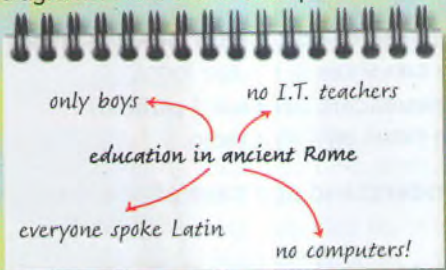 only boys
no I.T. teachers
education in ancient Rome
everyone spoke Latin
no computers!